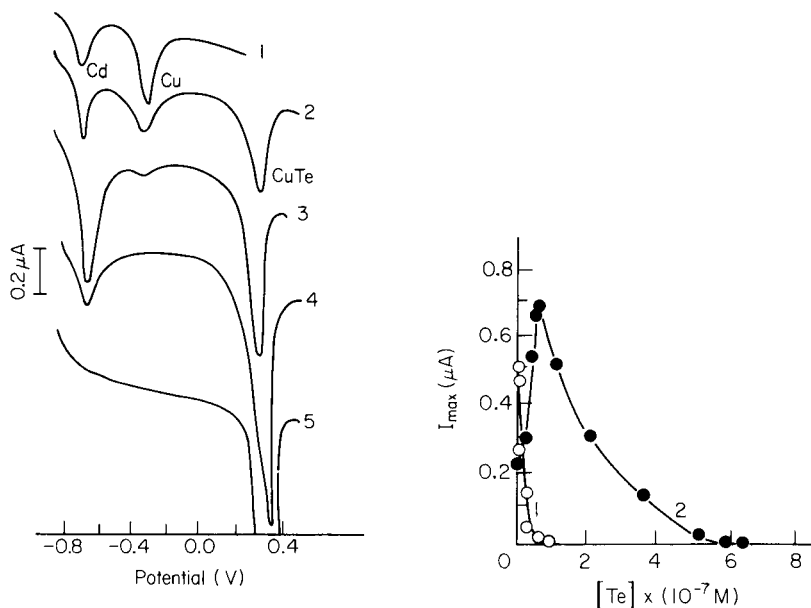 Cd
Cu
CuTe
1
2
3
4
5
0.2 μA
-0.8 -0.4 0.0 0.4
Potential (V)
I max (μA)
0.8
0.6
0.4
0.2
1
2
0 2 4 6 8
[Te] x (10⁻⁷ M)